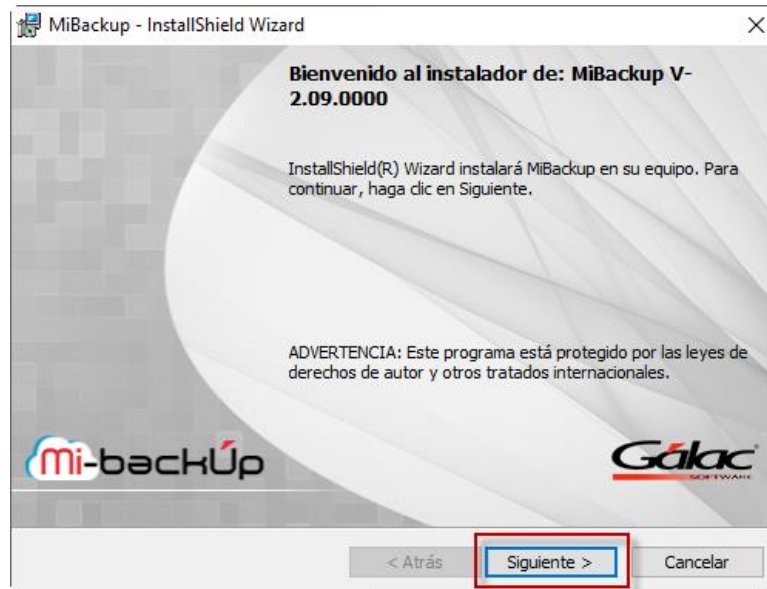 MiBackup - InstallShield Wizard
Bienvenido al instalador de: MiBackup V-
2.09.0000
InstallShield(R) Wizard instalará MiBackup en su equipo. Para
continuar, haga clic en Siguiente.
ADVERTENCIA: Este programa está protegido por las leyes de
derechos de autor y otros tratados internacionales.
Mi-backÚp
Gálac
SOFTWARE
< Atrás
Siguiente >
Cancelar